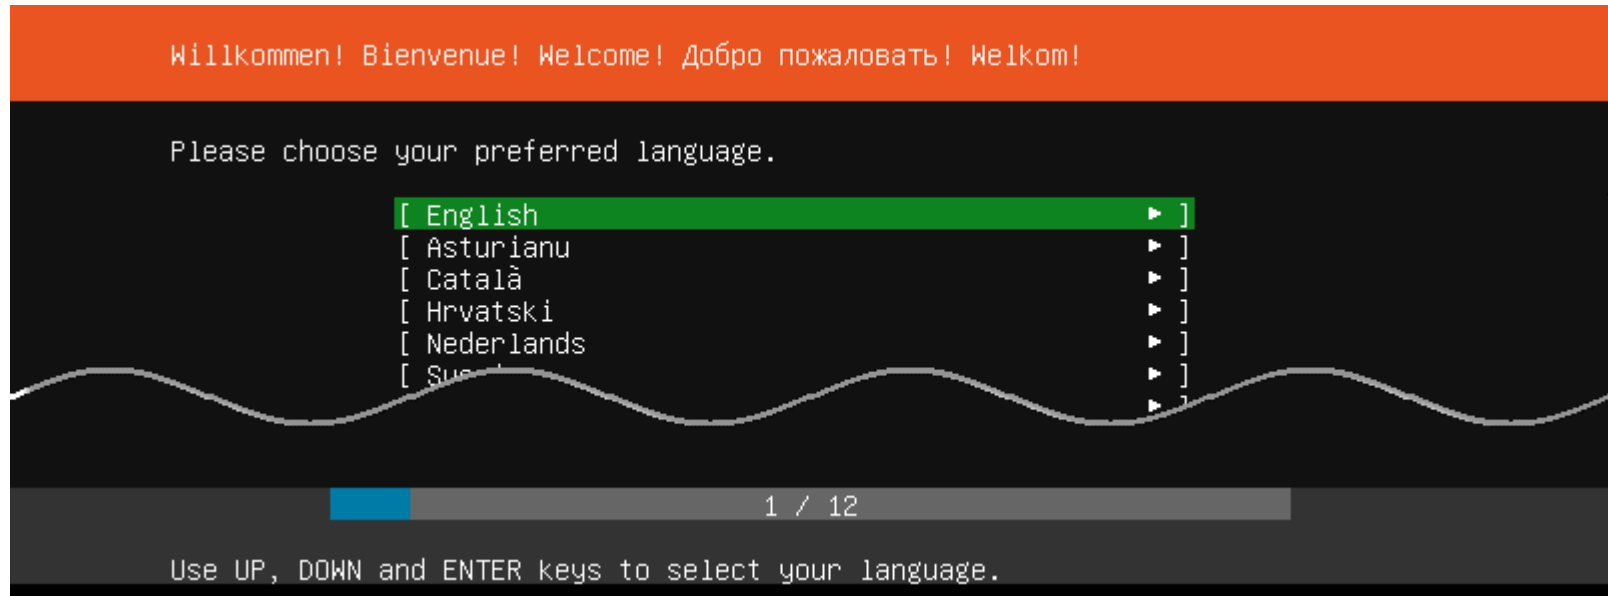 Willkommen! Bienvenue! Welcome! Добро пожаловать! Welkom!
Please choose your preferred language.
[ English ► ]
[ Asturianu ► ]
[ Català ► ]
[ Hrvatski ► ]
[ Nederlands ► ]
[ ► ]
► ]
1 / 12
Use UP, DOWN and ENTER keys to select your language.